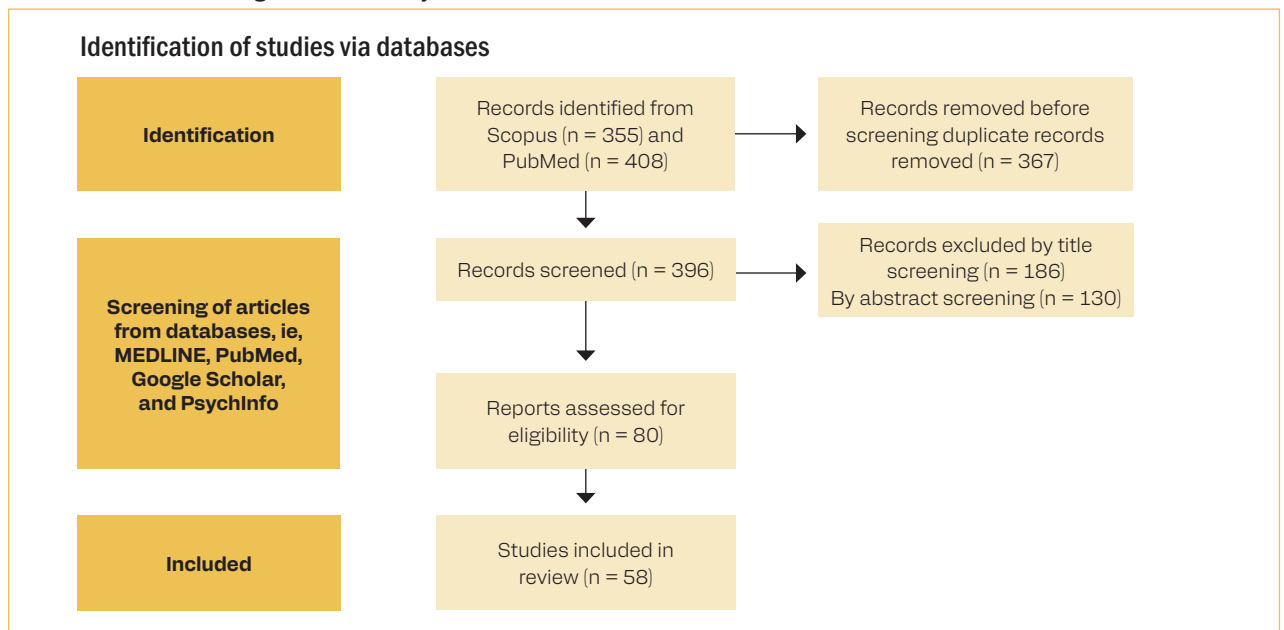 Identification of studies via databases
Identification
Records identified from
Scopus (n = 355) and
PubMed (n = 408)
Records removed before
screening duplicate records
removed (n = 367)
Screening of articles
from databases, ie,
MEDLINE, PubMed,
Google Scholar,
and PsychInfo
Records screened (n = 396)
Records excluded by title
screening (n = 186)
By abstract screening (n = 130)
Reports assessed for
eligibility (n = 80)
Included
Studies included in
review (n = 58)